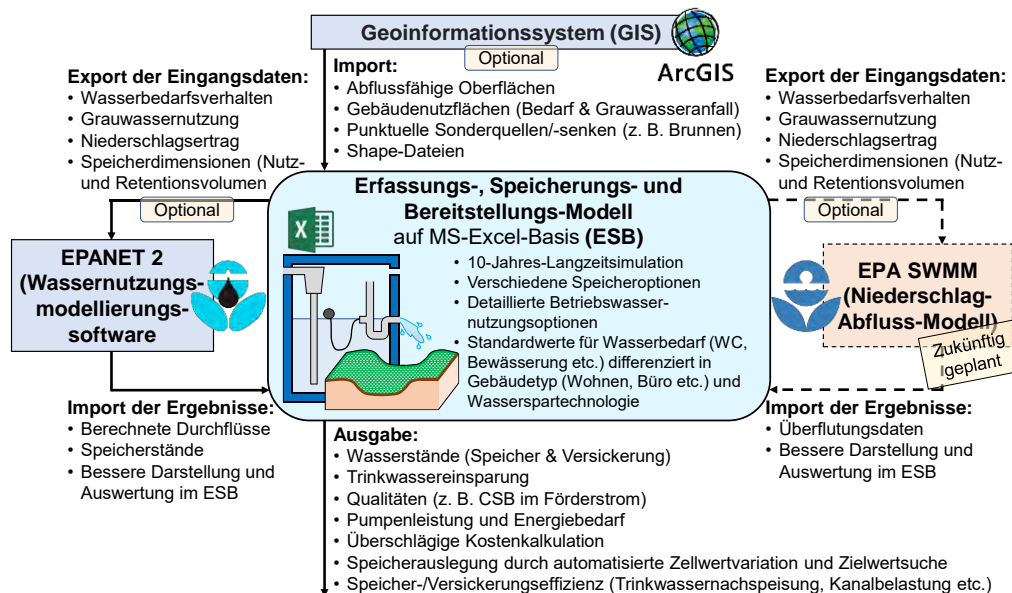 Geoinformationssystem (GIS)
Optional
ArcGIS
Import:
• Abflussfähige Oberflächen
• Gebäudenutzflächen (Bedarf & Grauwasseranfall)
• Punktuelle Sonderquellen/-senken (z. B. Brunnen)
• Shape-Dateien
Export der Eingangsdaten:
• Wasserbedarfsverhalten
• Grauwassernutzung
• Niederschlagsertrag
• Speicherdimensionen (Nutz-
und Retentionsvolumen
Optional
EPANET 2
(Wassernutzungs-
modellierungs-
software
Import der Ergebnisse:
• Berechnete Durchflüsse
• Speicherstände
• Bessere Darstellung und
Auswertung im ESB
Erfassungs-, Speicherungs- und
Bereitstellungs-Modell
auf MS-Excel-Basis (ESB)
X
• 10-Jahres-Langzeitsimulation
• Verschiedene Speicheroptionen
• Detaillierte Betriebswasser-
nutzungsoptionen
• Standardwerte für Wasserbedarf (WC,
Bewässerung etc.) differenziert in
Gebäudetyp (Wohnen, Büro etc.) und
Wasserspartechnologie
Export der Eingangsdaten:
• Wasserbedarfsverhalten
• Grauwassernutzung
• Niederschlagsertrag
• Speicherdimensionen (Nutz-
und Retentionsvolumen
Optional
EPA SWMM
(Niederschlag-
Abfluss-Modell)
Zukünftig
geplant
Import der Ergebnisse:
• Überflutungsdaten
• Bessere Darstellung und
Auswertung im ESB
Ausgabe:
• Wasserstände (Speicher & Versickerung)
• Trinkwassereinsparung
• Qualitäten (z. B. CSB im Förderstrom)
• Pumpenleistung und Energiebedarf
• Überschlägige Kostenkalkulation
• Speicherauslegung durch automatisierte Zellwertvariation und Zielwertsuche
• Speicher-/Versickerungseffizienz (Trinkwassernachspeisung, Kanalbelastung etc.)